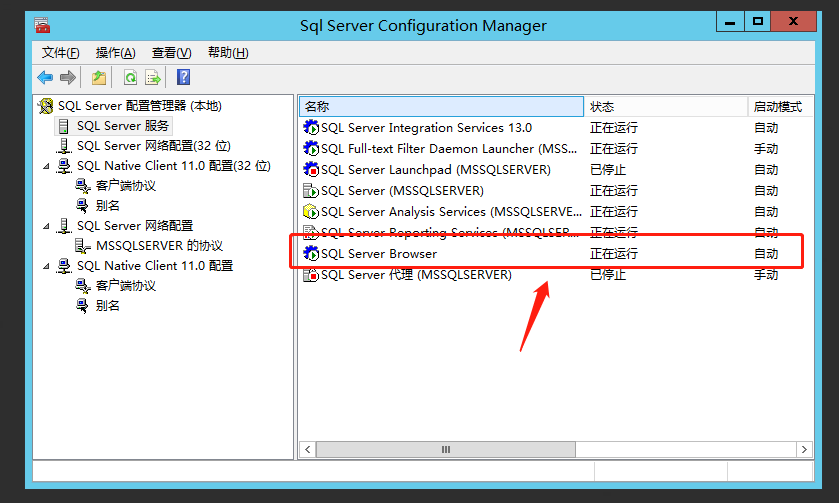 Sql Server Configuration Manager
文件(F) 操作(A) 查看(V) 帮助(H)
SQL Server 配置管理器 (本地)
SQL Server 服务
SQL Server 网络配置(32 位)
SQL Native Client 11.0 配置(32 位)
客户端协议
别名
SQL Server 网络配置
MSSQLSERVER 的协议
SQL Native Client 11.0 配置
客户端协议
别名
名称 状态 启动模式
SQL Server Integration Services 13.0 正在运行 自动
SQL Full-text Filter Daemon Launcher (MSS... 正在运行 手动
SQL Server Launchpad (MSSQLSERVER) 已停止 自动
SQL Server (MSSQLSERVER) 正在运行 自动
SQL Server Analysis Services (MSSQLSERVE... 正在运行 自动
SQL Server Reporting Services (MSSQLSER... 正在运行 自动
SQL Server Browser 正在运行 自动
SQL Server 代理 (MSSQLSERVER) 已停止 手动